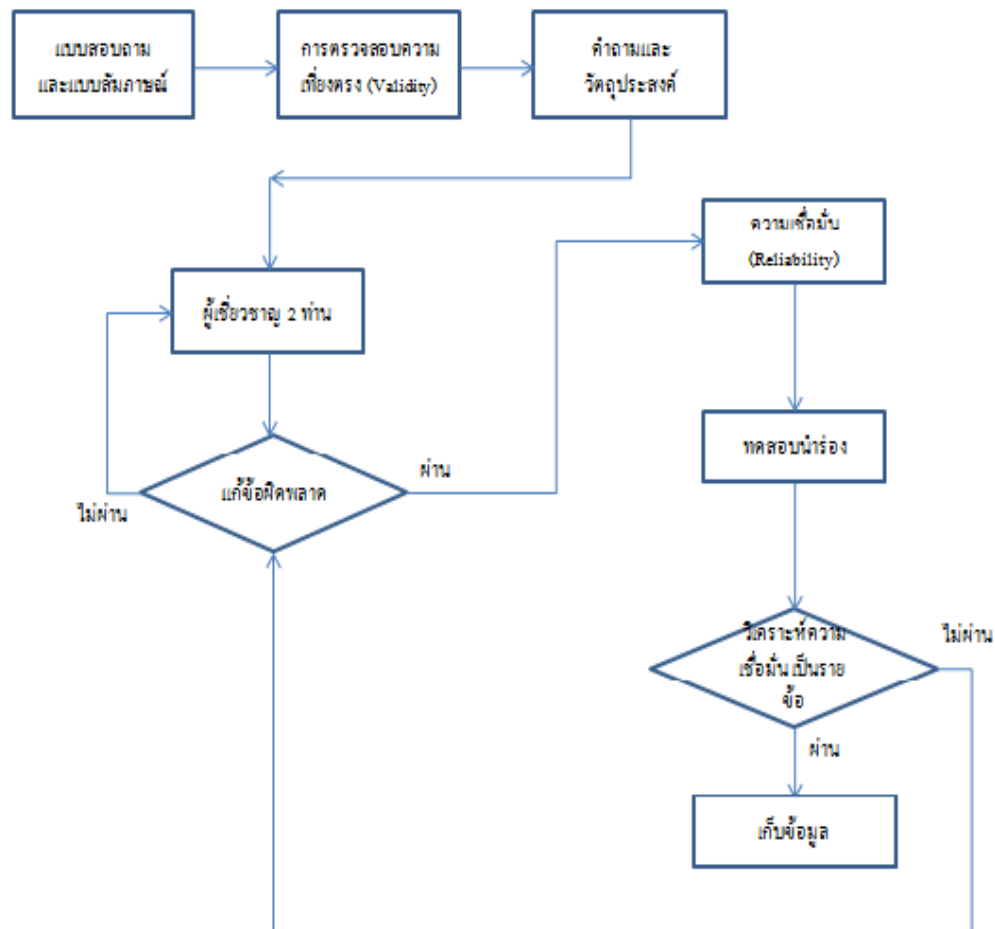 แบบสอบถาม
และแบบสัมภาษณ์
การตรวจสอบความ
เที่ยงตรง (Validity)
คำถามและ
วัตถุประสงค์
ความเชื่อมั่น
(Reliability)
ผู้เชี่ยวชาญ 2 ท่าน
ทดสอบนำร่อง
ผ่าน
แก้ข้อผิดพลาด
ไม่ผ่าน
วิเคราะห์ความ
เชื่อมั่นเป็นราย
ข้อ
ไม่ผ่าน
ผ่าน
เก็บข้อมูล